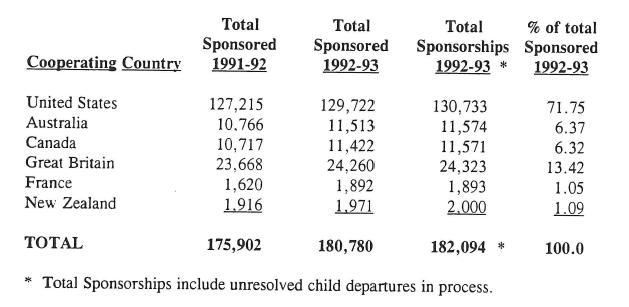 Total Total Total % of total
Sponsored Sponsored Sponsorships Sponsored
Cooperating Country 1991-92 1992-93 1992-93 * 1992-93
United States 127,215 129,722 130,733 71.75
Australia 10,766 11,513 11,574 6.37
Canada 10,717 11,422 11,571 6.32
Great Britain 23,668 24,260 24,323 13.42
France 1,620 1,892 1,893 1.05
New Zealand 1,916 1,971 2,000 1.09
TOTAL 175,902 180,780 182,094 * 100.0
* Total Sponsorships include unresolved child departures in process.